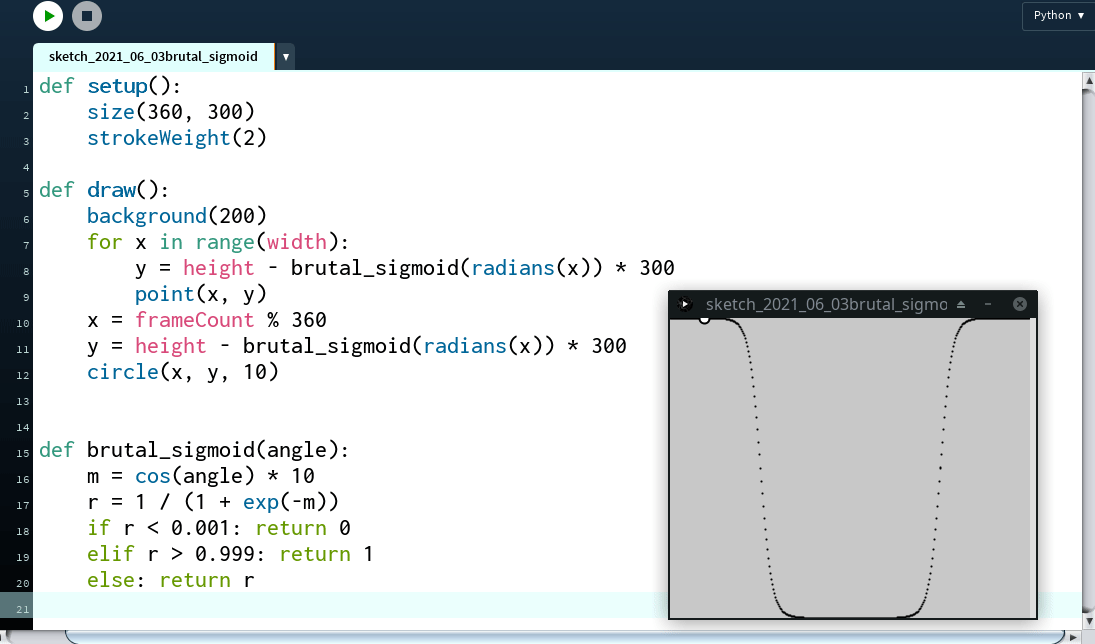 Python ▼
sketch_2021_06_03brutal_sigmoid ▼
1 def setup():
2     size(360, 300)
3     strokeWeight(2)
4
5 def draw():
6     background(200)
7     for x in range(width):
8         y = height - brutal_sigmoid(radians(x)) * 300
9         point(x, y)
10     x = frameCount % 360
11     y = height - brutal_sigmoid(radians(x)) * 300
12     circle(x, y, 10)
13
14
15 def brutal_sigmoid(angle):
16     m = cos(angle) * 10
17     r = 1 / (1 + exp(-m))
18     if r < 0.001: return 0
19     elif r > 0.999: return 1
20     else: return r
21
sketch_2021_06_03brutal_sigmo